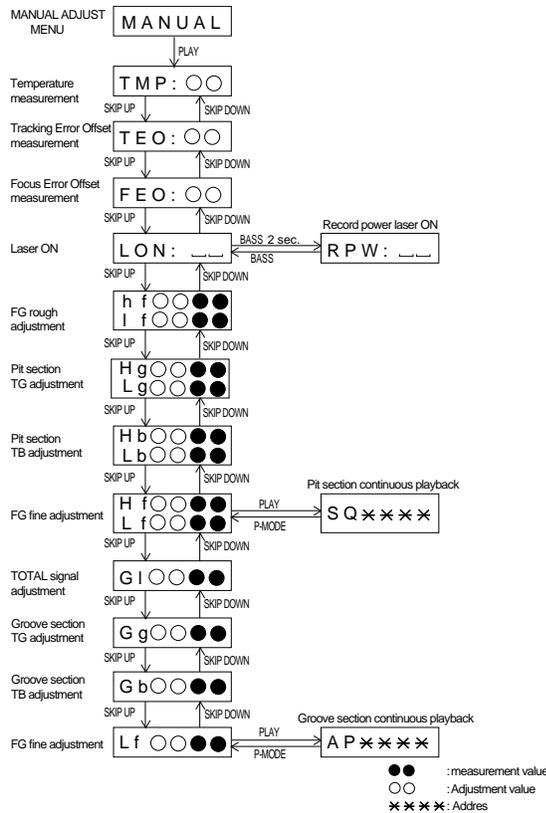 MANUAL ADJUST
MENU
MANUAL
PLAY
Temperature
measurement
TMP: ○○
SKIP UP
SKIP DOWN
Tracking Error Offset
measurement
TEO: ○○
SKIP UP
SKIP DOWN
Focus Error Offset
measurement
FEO: ○○
SKIP UP
SKIP DOWN
Laser ON
LON: __
BASS 2 sec.
BASS
Record power laser ON
RPW: __
SKIP UP
SKIP DOWN
FG rough
adjustment
hf○○●●
lf○○●●
SKIP UP
SKIP DOWN
Pit section
TG adjustment
Hg○○●●
Lg○○●●
SKIP UP
SKIP DOWN
Pit section
TB adjustment
Hb○○●●
Lb○○●●
SKIP UP
SKIP DOWN
FG fine adjustment
Hf○○●●
Lf○○●●
PLAY
P-MODE
Pit section continuous playback
SQ****
SKIP UP
SKIP DOWN
TOTAL signal
adjustment
GI○○●●
SKIP UP
SKIP DOWN
Groove section
TG adjustment
Gg○○●●
SKIP UP
SKIP DOWN
Groove section
TB adjustment
Gb○○●●
SKIP UP
SKIP DOWN
FG fine adjustment
Lf ○○●●
PLAY
P-MODE
Groove section continuous playback
AP****
●● : measurement value
○○ : Adjustment value
**** : Addres